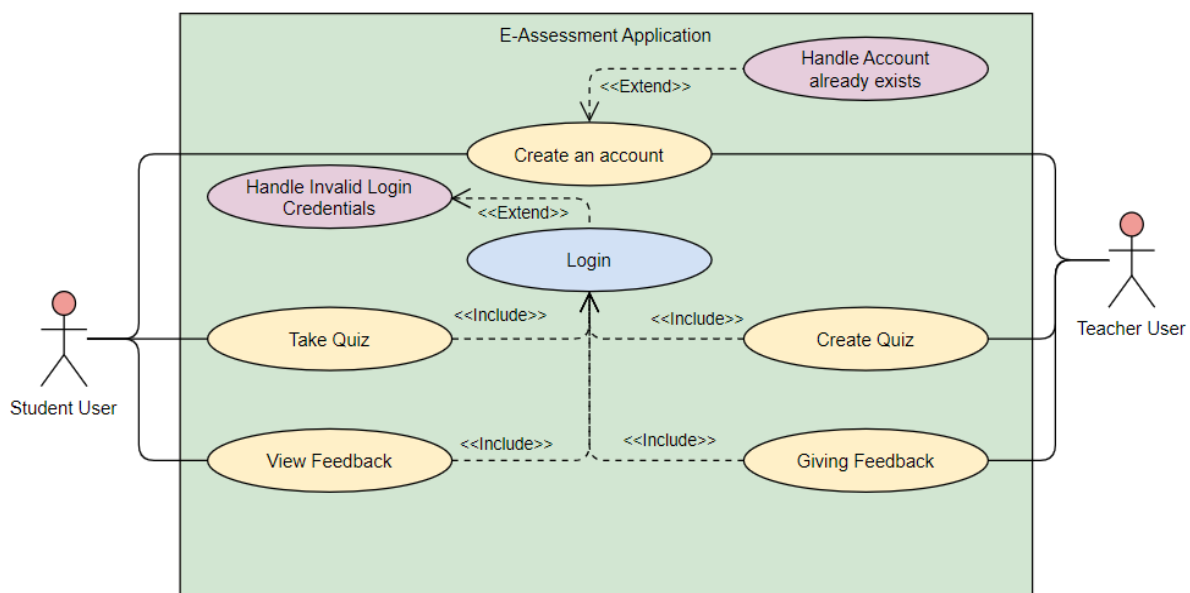 E-Assessment Application
Handle Account
already exists
<<Extend>>
Create an account
Handle Invalid Login
Credentials
<<Extend>>
Login
<<Include>>
<<Include>>
Take Quiz
Create Quiz
Teacher User
Student User
<<Include>>
<<Include>>
View Feedback
Giving Feedback